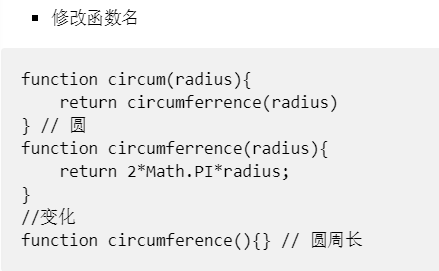 修改函数名
function circum(radius){
    return circumferrence(radius)
} // 圆
function circumferrence(radius){
    return 2*Math.PI*radius;
}
//变化
function circumference(){} // 圆周长